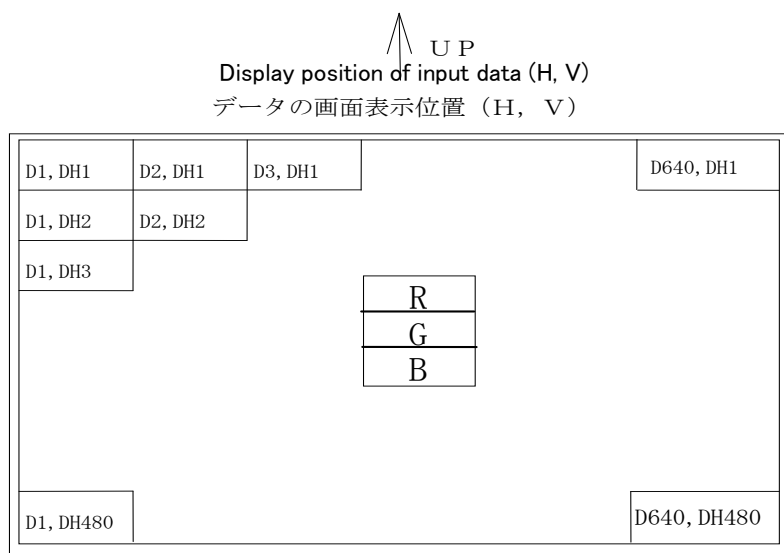 ＵＰ
Display position of input data (H, V)
データの画面表示位置（H，V）
D1, DH1 D2, DH1 D3, DH1 D640, DH1
D1, DH2 D2, DH2
D1, DH3
R
G
B
D1, DH480 D640, DH480